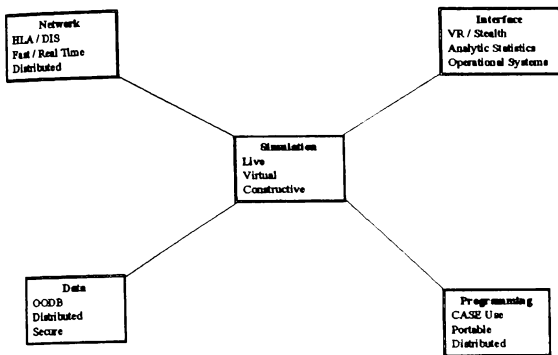 Network
HLA / DIS
Fast / Real Time
Distributed
Interface
VR / Stealth
Analytic Statistics
Operational Systems
Simulation
Live
Virtual
Constructive
Data
OODB
Distributed
Secure
Programming
CASE Use
Portable
Distributed